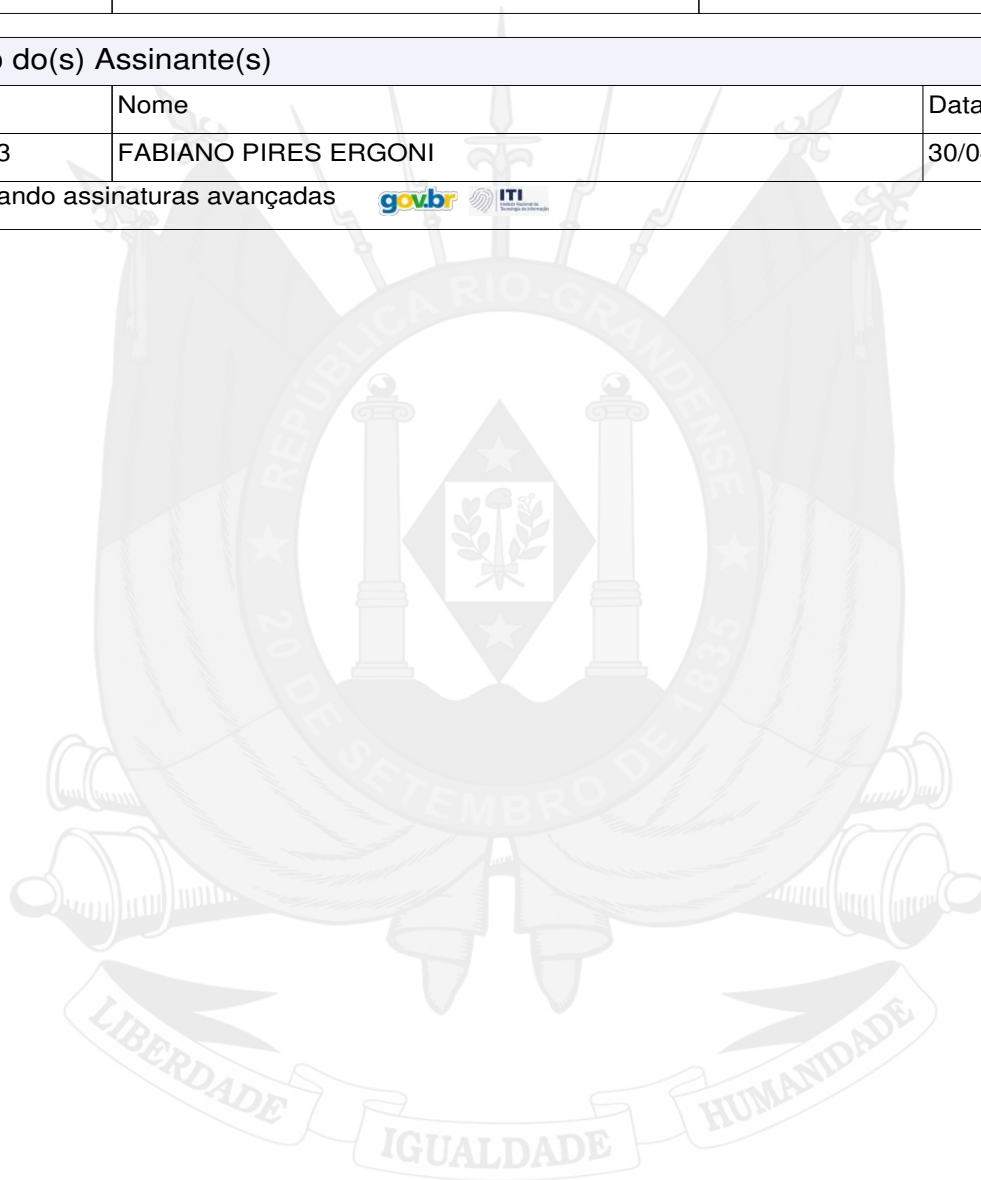 o do(s) Assinante(s)
Nome Data
3 FABIANO PIRES ERGONI 30/0
ando assinaturas avançadas gov.br ITI
REPÚBLICA RIO-GRANDENSE
20 DE SETEMBRO DE 1835
LIBERDADE IGUALDADE HUMANIDADE